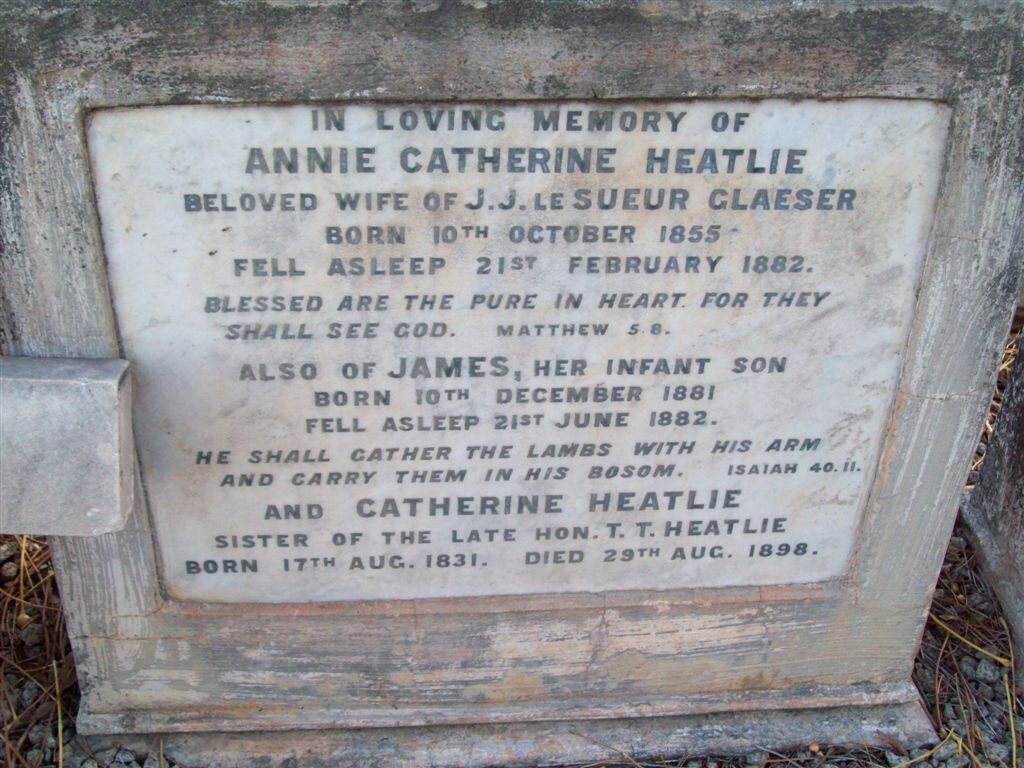 IN LOVING MEMORY OF
ANNIE CATHERINE HEATLIE
BELOVED WIFE OF J.J. LE SUEUR GLAESER
BORN 10TH OCTOBER 1855
FELL ASLEEP 21ST FEBRUARY 1882.
BLESSED ARE THE PURE IN HEART. FOR THEY
SHALL SEE GOD. MATTHEW 5.8.
ALSO OF JAMES, HER INFANT SON
BORN 10TH DECEMBER 1881
FELL ASLEEP 21ST JUNE 1882.
HE SHALL GATHER THE LAMBS WITH HIS ARM
AND CARRY THEM IN HIS BOSOM. ISAIAH 40.11.
AND CATHERINE HEATLIE
SISTER OF THE LATE HON. T. T. HEATLIE
BORN 17TH AUG. 1831. DIED 29TH AUG. 1898.